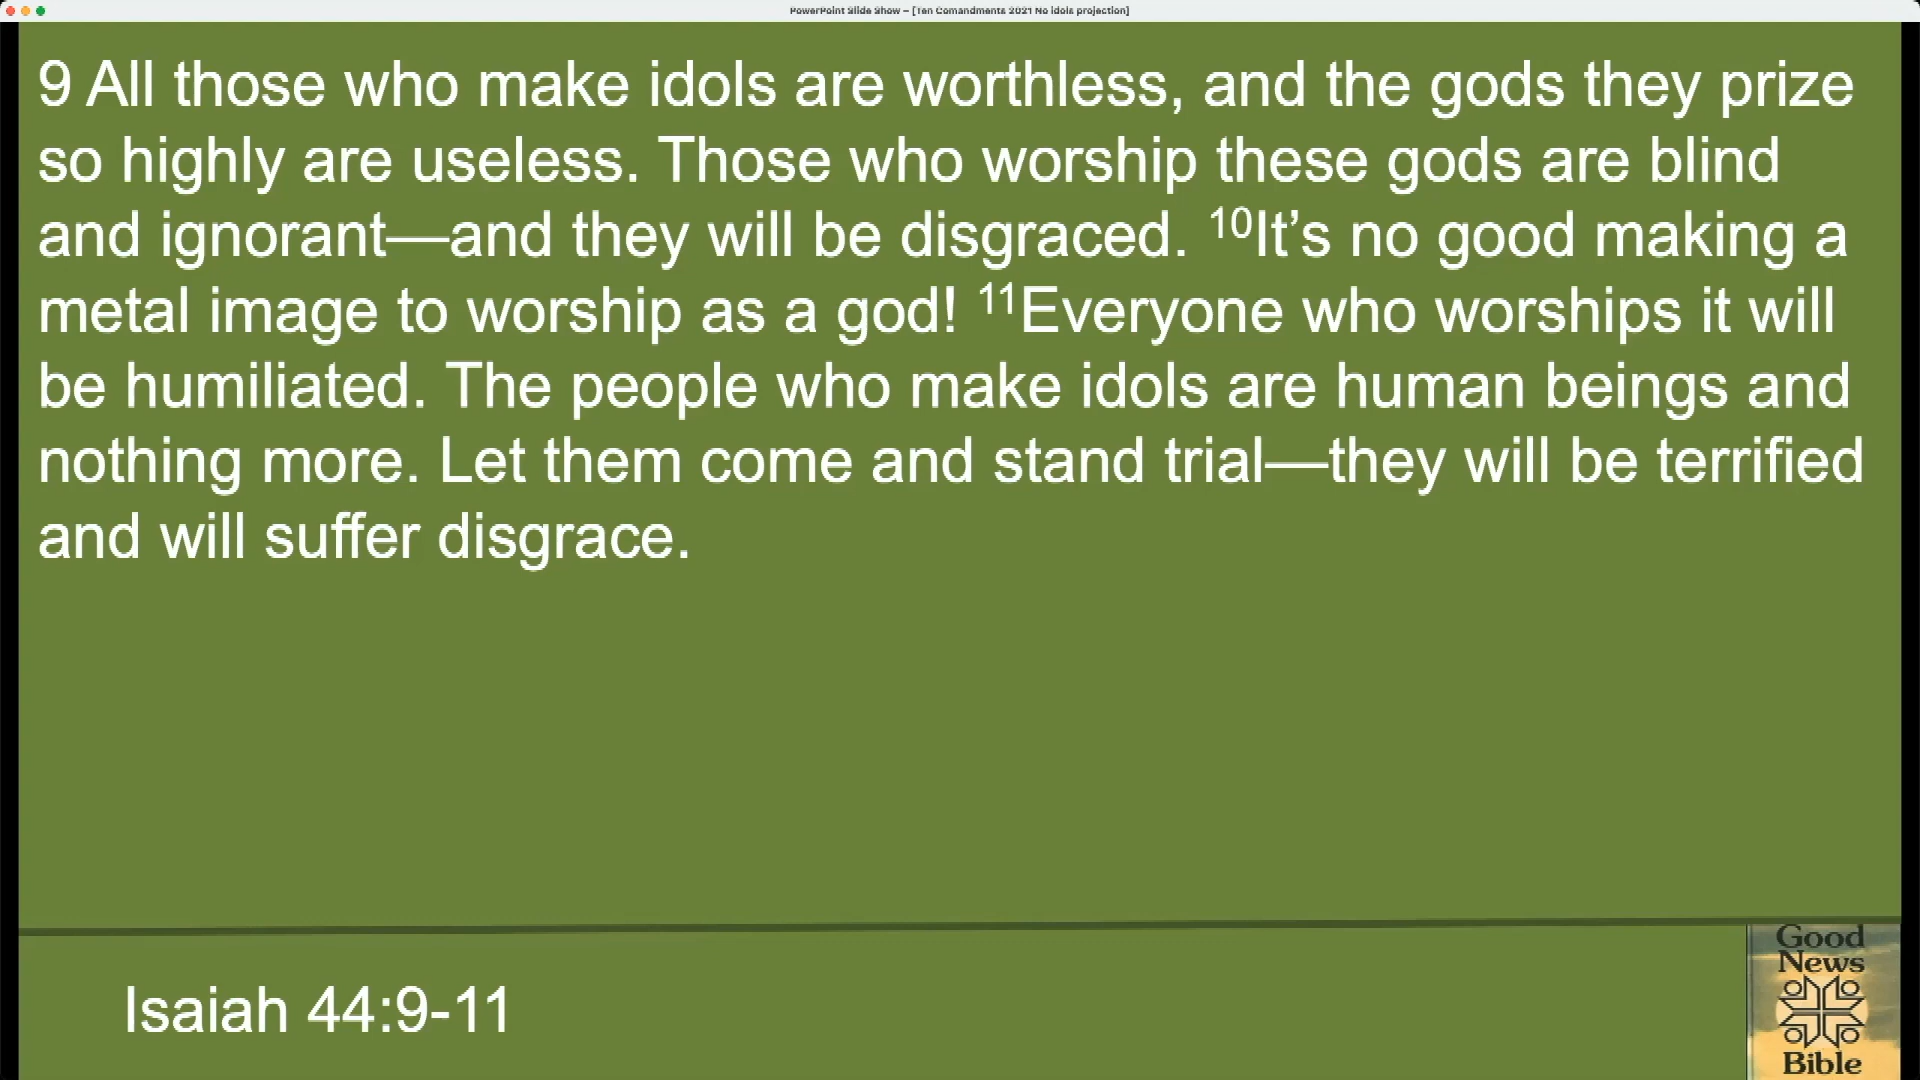 PowerPoint Slide Show – [Ten Comandments 2021 No idols projection]
9 All those who make idols are worthless, and the gods they prize
so highly are useless. Those who worship these gods are blind
and ignorant—and they will be disgraced. ¹⁰It’s no good making a
metal image to worship as a god! ¹¹Everyone who worships it will
be humiliated. The people who make idols are human beings and
nothing more. Let them come and stand trial—they will be terrified
and will suffer disgrace.
Isaiah 44:9-11
Good
News
Bible